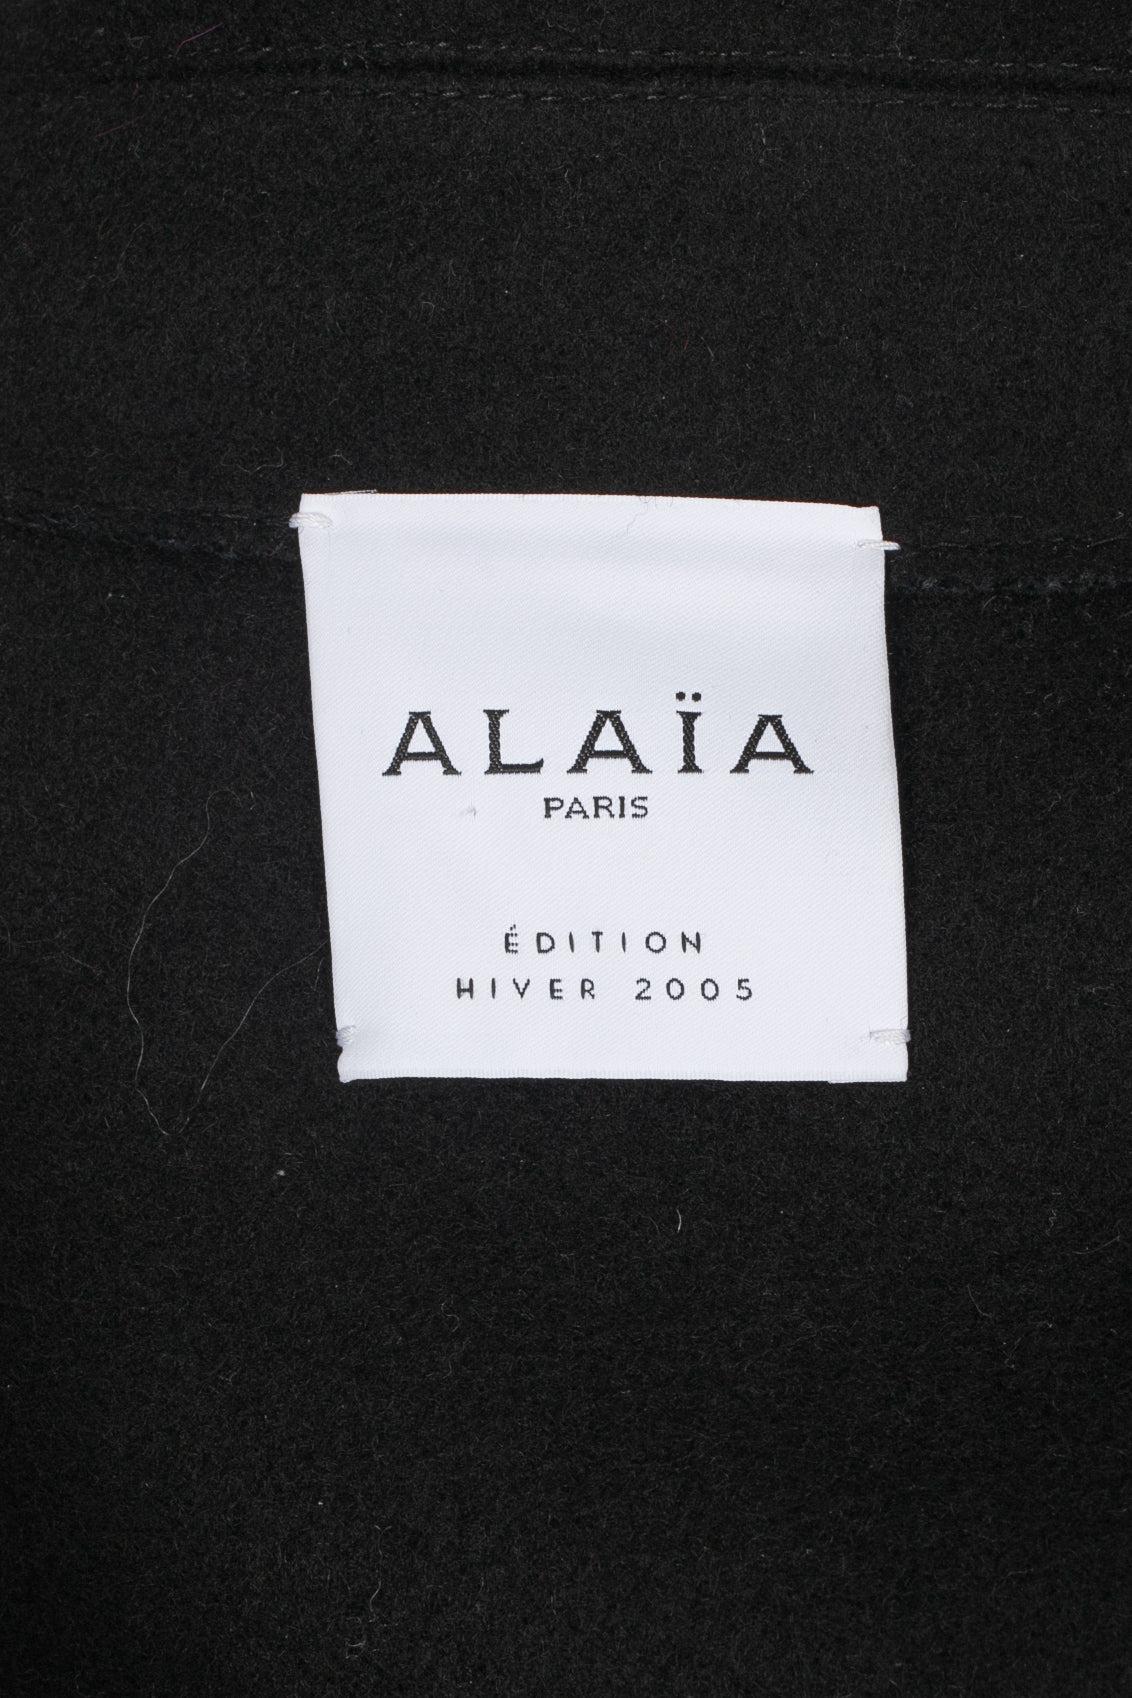 ALAÏA
PARIS
ÉDITION
HIVER 2005